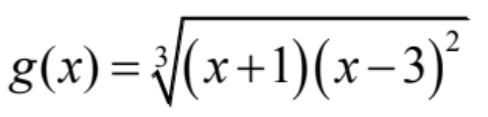 g(x) = ∛((x+1)(x−3)²)